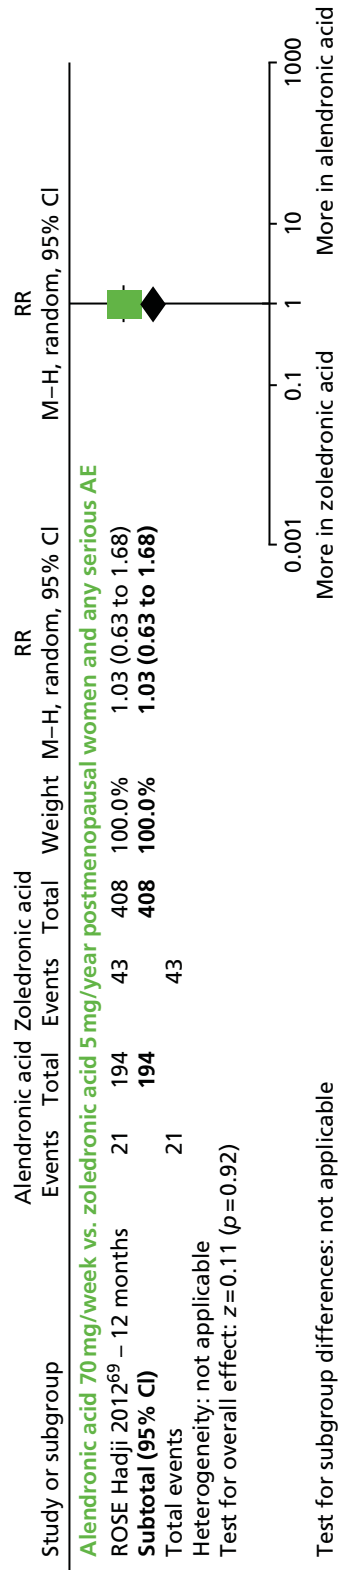 Alendronic acid Zoledronic acid RR RR
Study or subgroup Events Total Events Total Weight M–H, random, 95% CI M–H, random, 95% CI
Alendronic acid 70 mg/week vs. zoledronic acid 5 mg/year postmenopausal women and any serious AE
ROSE Hadji 2012⁶⁹ – 12 months 21 194 43 408 100.0% 1.03 (0.63 to 1.68)
Subtotal (95% CI) 194 408 100.0% 1.03 (0.63 to 1.68)
Total events 21 43
Heterogeneity: not applicable
Test for overall effect: z=0.11 (p=0.92)
0.001 0.1 1 10 1000
Test for subgroup differences: not applicable More in zoledronic acid More in alendronic acid